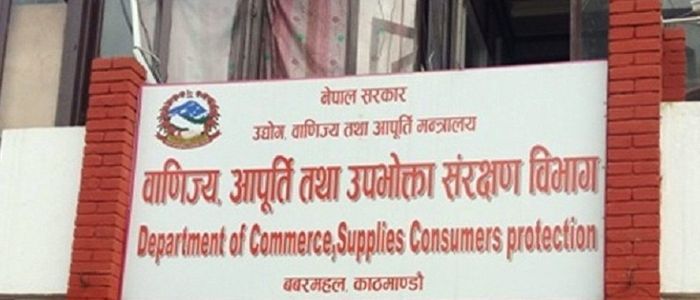 नेपाल सरकार
उद्योग, वाणिज्य तथा आपूर्ति मन्त्रालय
वाणिज्य, आपूर्ति तथा उपभोक्ता संरक्षण विभाग
Department of Commerce,Supplies Consumers protection
बबरमहल, काठमाण्डौ